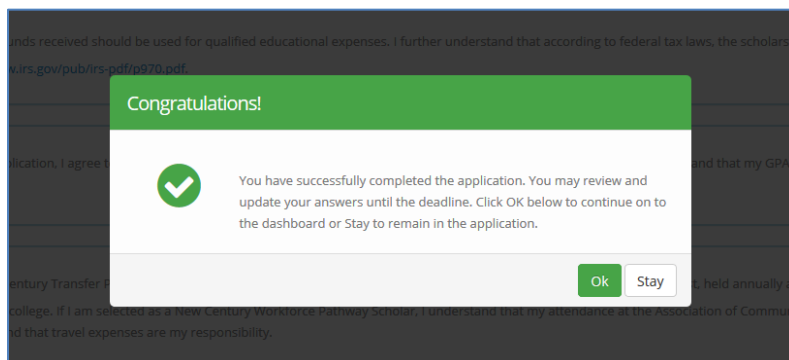 unds received should be used for qualified educational expenses. I further understand that according to federal tax laws, the scholars
w.irs.gov/pub/irs-pdf/p970.pdf.
Congratulations!
plication, I agree t
and that my GPA
You have successfully completed the application. You may review and
update your answers until the deadline. Click OK below to continue on to
the dashboard or Stay to remain in the application.
Ok Stay
entury Transfer P
t, held annually a
college. If I am selected as a New Century Workforce Pathway Scholar, I understand that my attendance at the Association of Commu
nd that travel expenses are my responsibility.